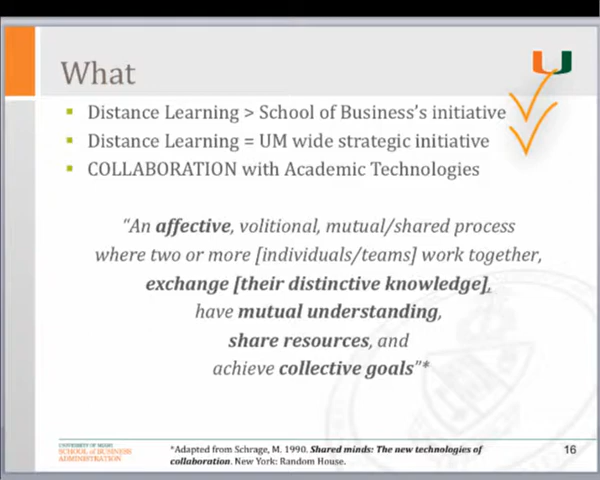 What
Distance Learning > School of Business's initiative
Distance Learning = UM wide strategic initiative
COLLABORATION with Academic Technologies
"An affective, volitional, mutual/shared process
where two or more [individuals/teams] work together,
exchange [their distinctive knowledge],
have mutual understanding,
share resources, and
achieve collective goals"*
UNIVERSITY OF MIAMI
SCHOOL of BUSINESS
ADMINISTRATION
*Adapted from Schrage, M. 1990. Shared minds: The new technologies of
collaboration. New York: Random House.
16